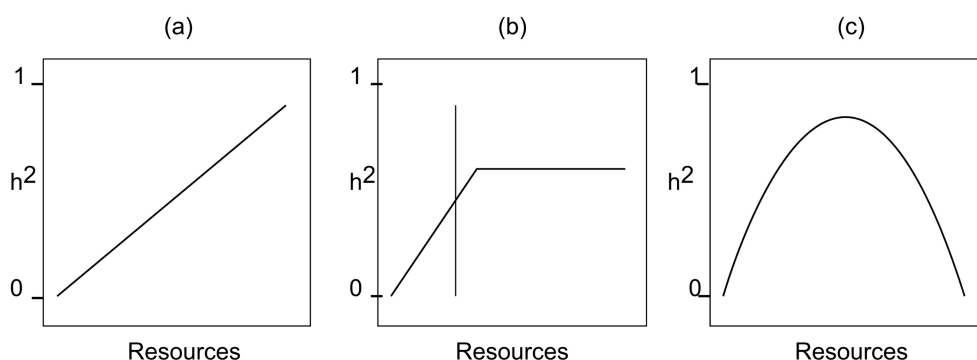 (a)
(b)
(c)
1
h²
0
Resources
1
h²
0
Resources
1
h²
0
Resources